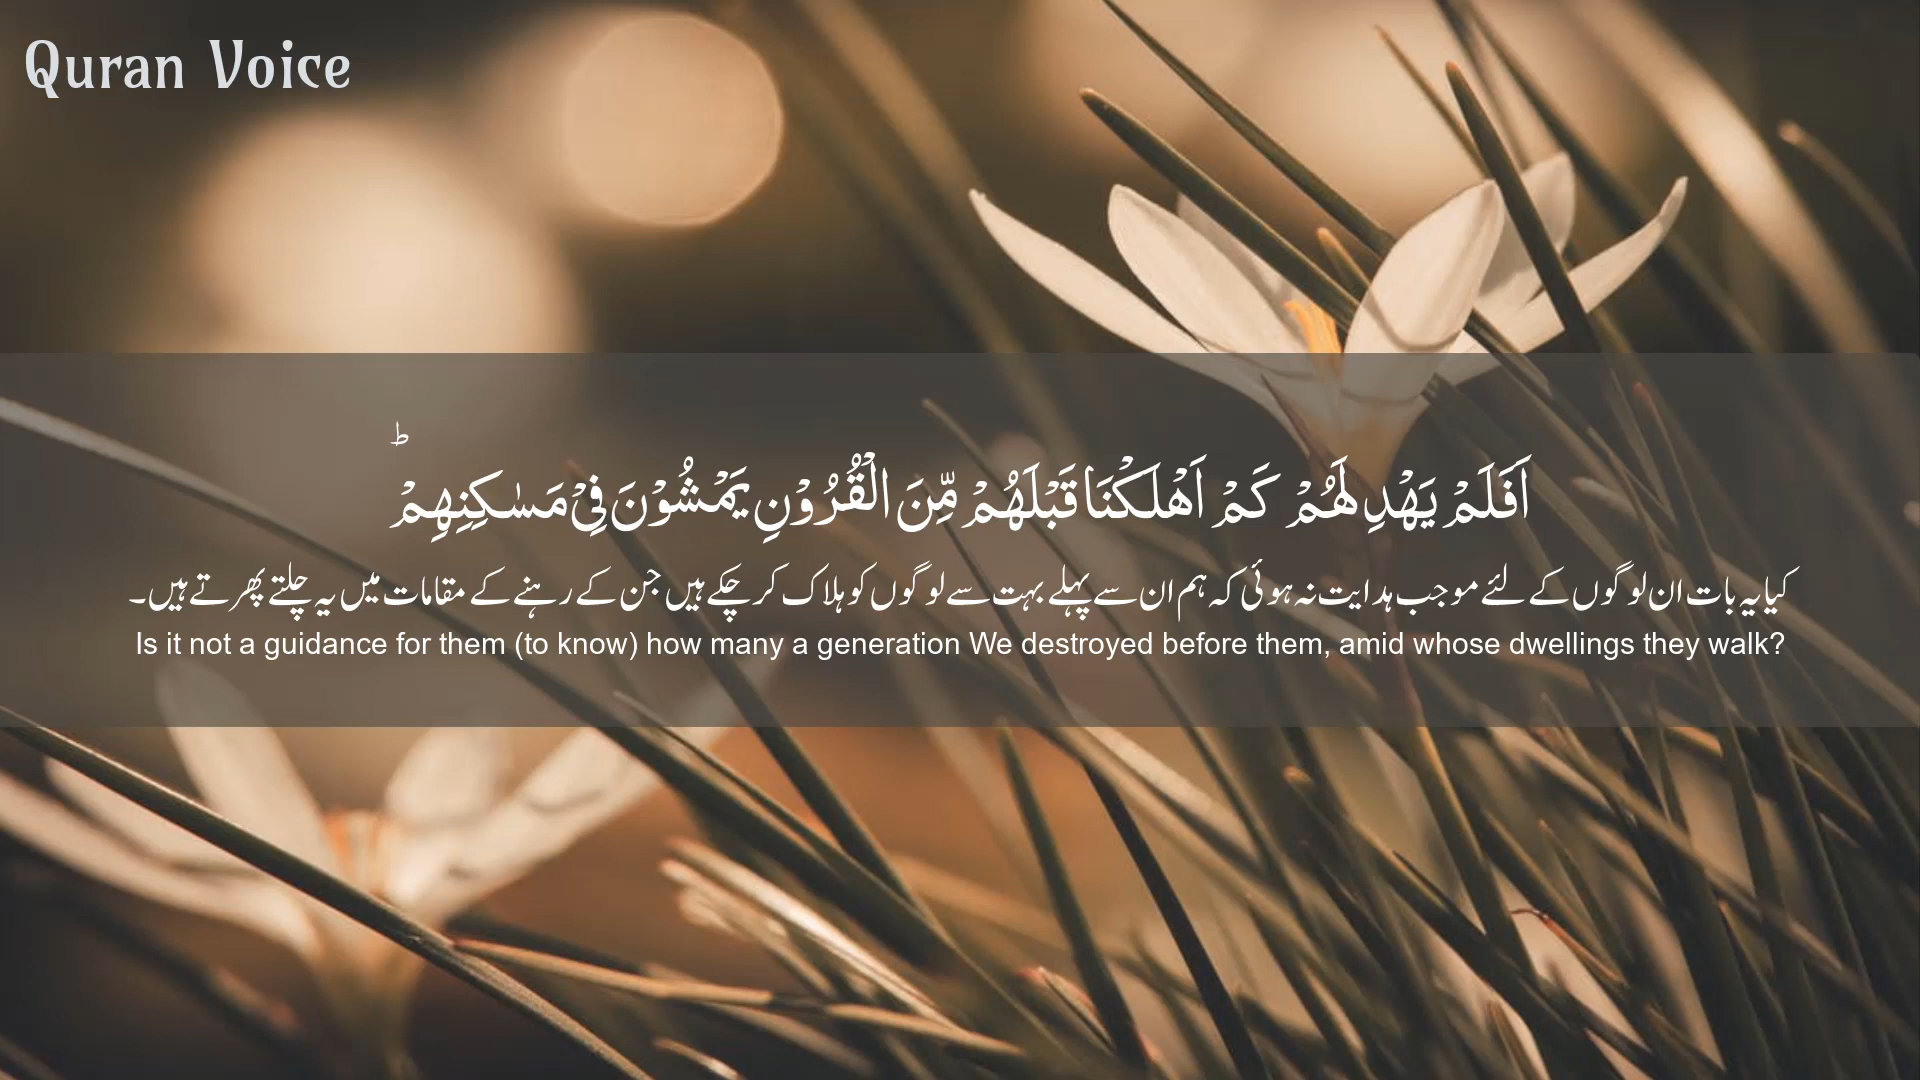 Quran Voice
اَفَلَمْ يَهْدِ لَهُمْ كَمْ اَهْلَكْنَا قَبْلَهُمْ مِّنَ الْقُرُوْنِ يَمْشُوْنَ فِىْ مَسٰكِنِهِمْ ؕ
کیا یہ بات ان لوگوں کے لئے موجب ہدایت نہ ہوئی کہ ہم ان سے پہلے بہت سے لوگوں کو ہلاک کر چکے ہیں جن کے رہنے کے مقامات میں یہ چلتے پھرتے ہیں۔
Is it not a guidance for them (to know) how many a generation We destroyed before them, amid whose dwellings they walk?